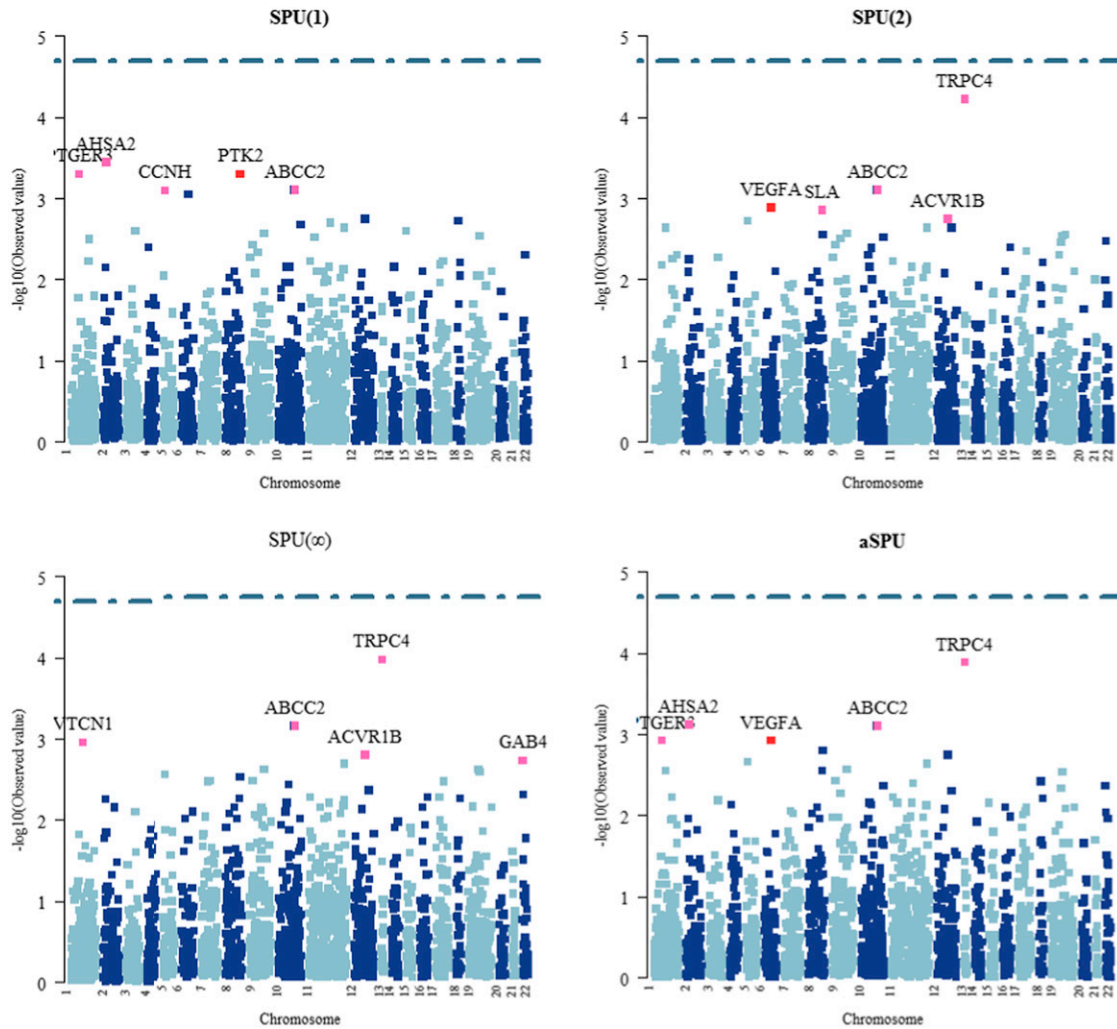 SPU(1)
5
4
3
2
1
0
-log10(Observed value)
'TGER3
AHSA2
CCNH
PTK2
ABCC2
1 2 3 4 5 6 7 8 9 10 11 12 13 14 15 16 17 18 20 21 22
Chromosome
SPU(2)
5
4
3
2
1
0
-log10(Observed value)
TRPC4
ABCC2
VEGFA
SLA
ACVR1B
1 2 3 4 5 6 7 8 9 10 11 12 13 14 15 16 17 18 20 21 22
Chromosome
SPU(∞)
5
4
3
2
1
0
-log10(Observed value)
TRPC4
ABCC2
VTCN1
ACVR1B
GAB4
1 2 3 4 5 6 7 8 9 10 11 12 13 14 15 16 17 18 20 21 22
Chromosome
aSPU
5
4
3
2
1
0
-log10(Observed value)
TRPC4
AHSA2
'TGER3
VEGFA
ABCC2
1 2 3 4 5 6 7 8 9 10 11 12 13 14 15 16 17 18 20 21 22
Chromosome